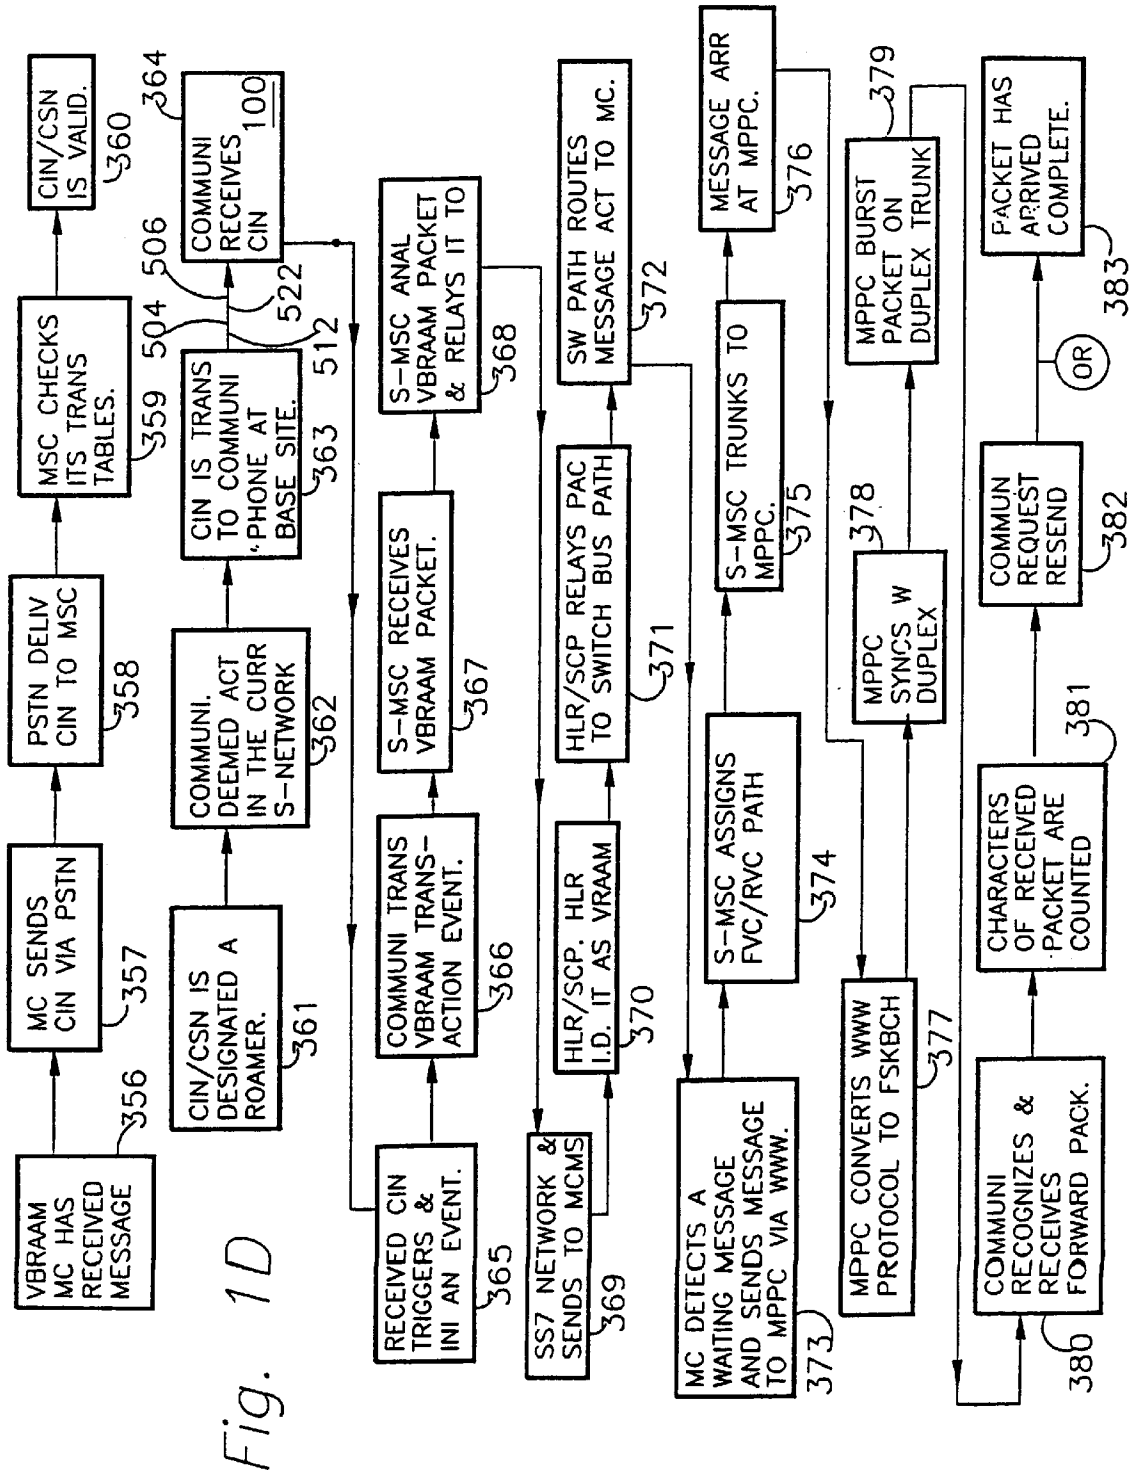 VBRAAM
MC HAS
RECEIVED
MESSAGE
356
MC SENDS
CIN VIA PSTN
357
PSTN DELIV
CIN TO MSC
358
MSC CHECKS
ITS TRANS
TABLES.
359
CIN/CSN
IS VALID.
360
CIN/CSN IS
DESIGNATED A
ROAMER.
361
COMMUNI.
DEEMED ACT
IN THE CURR
S-NETWORK
362
CIN IS TRANS
TO COMMUNI
PHONE AT
BASE SITE.
363
504
506
512
522
COMMUNI
RECEIVES
CIN
100
364
RECEIVED CIN
TRIGGERS &
INI AN EVENT.
365
COMMUNI TRANS
VBRAAM TRANS-
ACTION EVENT.
366
S-MSC RECEIVES
VBRAAM PACKET.
367
S-MSC ANAL
VBRAAM PACKET
& RELAYS IT TO
368
SS7 NETWORK &
SENDS TO MCMS
369
HLR/SCP. HLR
I.D. IT AS VRAAM
370
HLR/SCP RELAYS PAC
TO SWITCH BUS PATH
371
SW PATH ROUTES
MESSAGE ACT TO MC.
372
MC DETECTS A
WAITING MESSAGE
AND SENDS MESSAGE
TO MPPC VIA WWW.
373
S-MSC ASSIGNS
FVC/RVC PATH
374
S-MSC TRUNKS TO
MPPC.
375
MESSAGE ARR
AT MPPC.
376
MPPC CONVERTS WWW
PROTOCOL TO FSKBCH
377
MPPC
SYNCS W
DUPLEX
378
MPPC BURST
PACKET ON
DUPLEX TRUNK
379
COMMUNI
RECOGNIZES &
RECEIVES
FORWARD PACK.
380
CHARACTERS
OF RECEIVED
PACKET ARE
COUNTED
381
COMMUN
REQUEST
RESEND
382
OR
PACKET HAS
ARRIVED
COMPLETE.
383
Fig. 1D